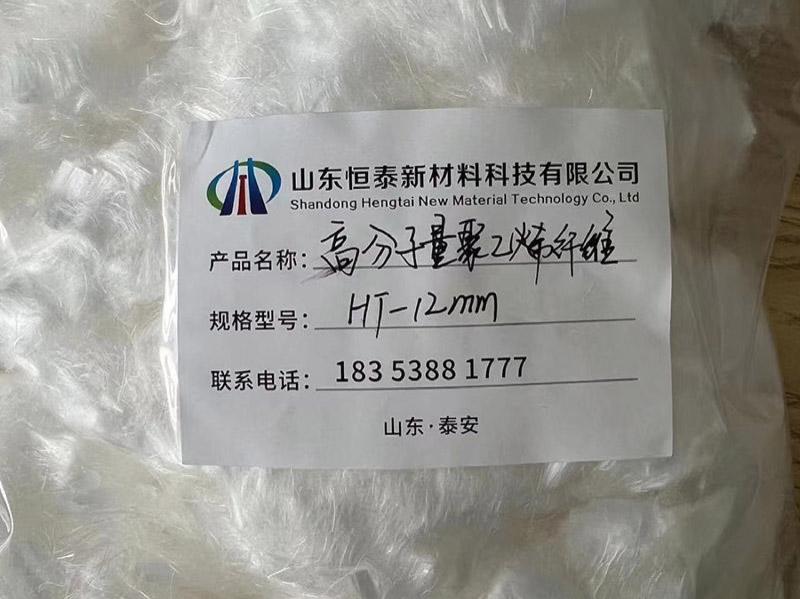 山东恒泰新材料科技有限公司
Shandong Hengtai New Material Technology Co., Ltd
产品名称：高分子量聚乙烯纤维
规格型号：HT-12mm
联系电话：183 5388 1777
山东·泰安